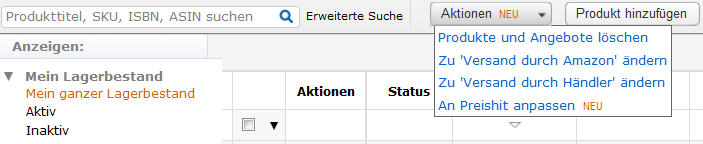 Produkttitel, SKU, ISBN, ASIN suchen
Erweiterte Suche
Aktionen NEU
Produkt hinzufügen
Anzeigen:
Produkte und Angebote löschen
Zu 'Versand durch Amazon' ändern
Zu 'Versand durch Händler' ändern
An Preishit anpassen NEU
Mein Lagerbestand
Mein ganzer Lagerbestand
Aktiv
Inaktiv
Aktionen
Status